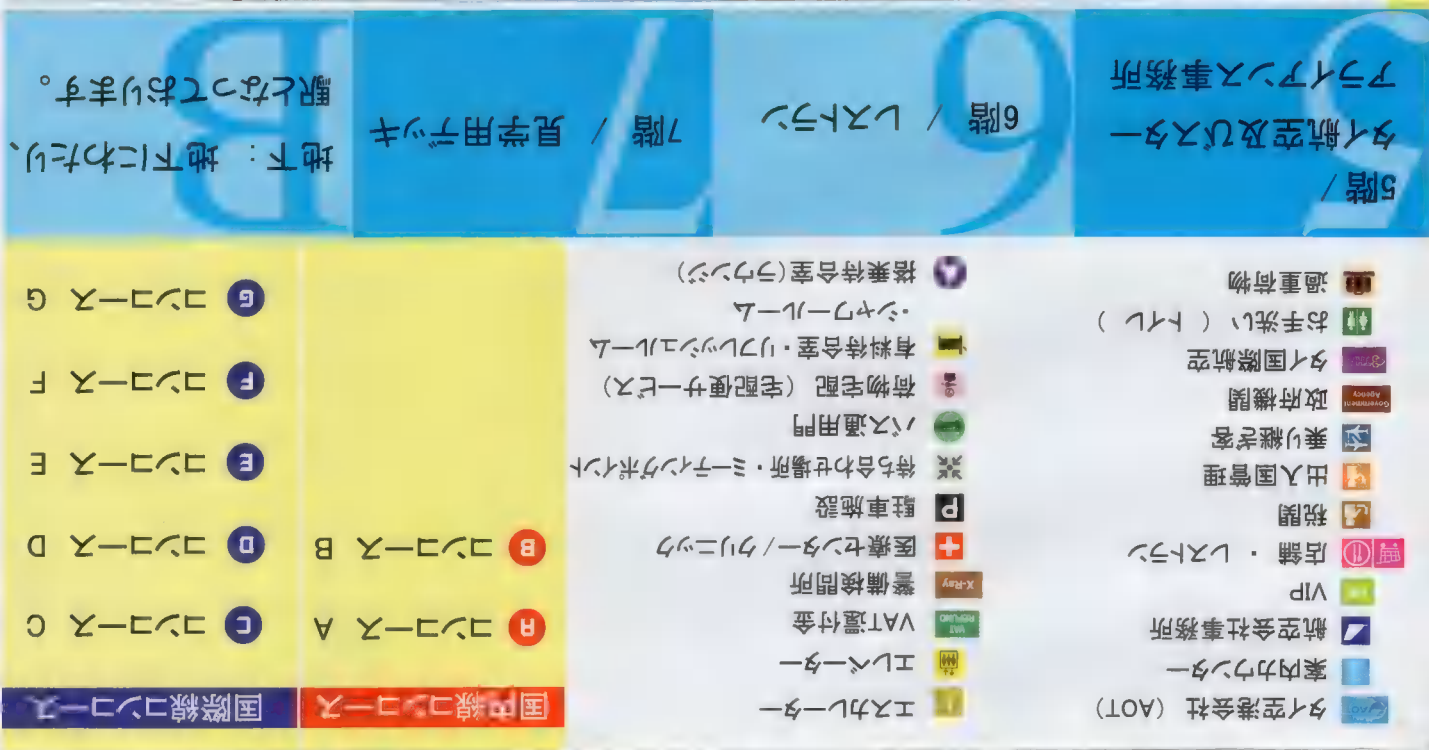 AOT タイ空港会社 (AOT)
案内カウンター
航空会社事務所
VIP
店舗 ・ レストラン
税関
出入国管理
乗り継ぎ客
Government Agency 政府機関
タイ国際航空
お手洗い ( トイレ )
過重荷物
エスカレーター
エレベーター
VAT REFUND VAT還付金
X-Ray 警備検問所
医療センター/クリニック
P 駐車施設
待ち合わせ場所・ミーティングポイント
バス通用門
荷物宅配 (宅配便サービス)
有料待合室・リフレッシュルーム
・シャワールーム
搭乗待合室(ラウンジ)
国内線コンコース
A コンコース A
B コンコース B
国際線コンコース
C コンコース C
D コンコース D
E コンコース E
F コンコース F
G コンコース G
5
5階 /
タイ航空及びスター
アライアンス事務所
6
6階 / レストラン
7
7階 / 見学用デッキ
B
地下 : 地下にわたり、
駅となっております。